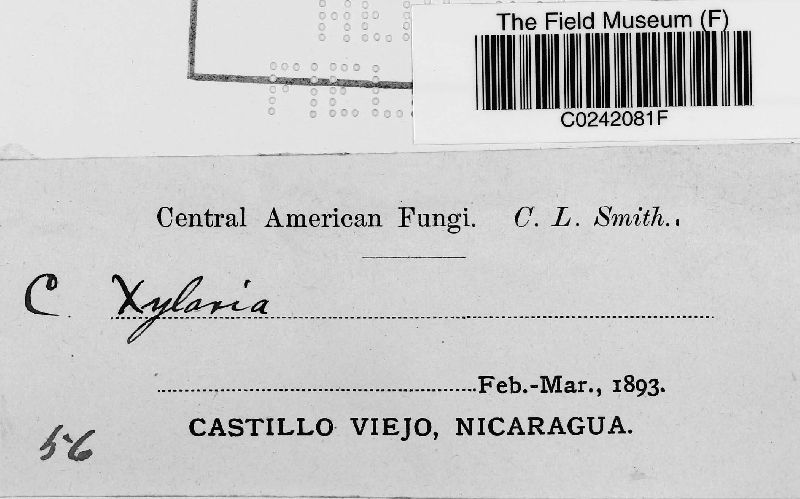 The Field Museum (F)
C0242081F
Central American Fungi. C. L. Smith.
C Xylaria
Feb.-Mar., 1893.
CASTILLO VIEJO, NICARAGUA.
56